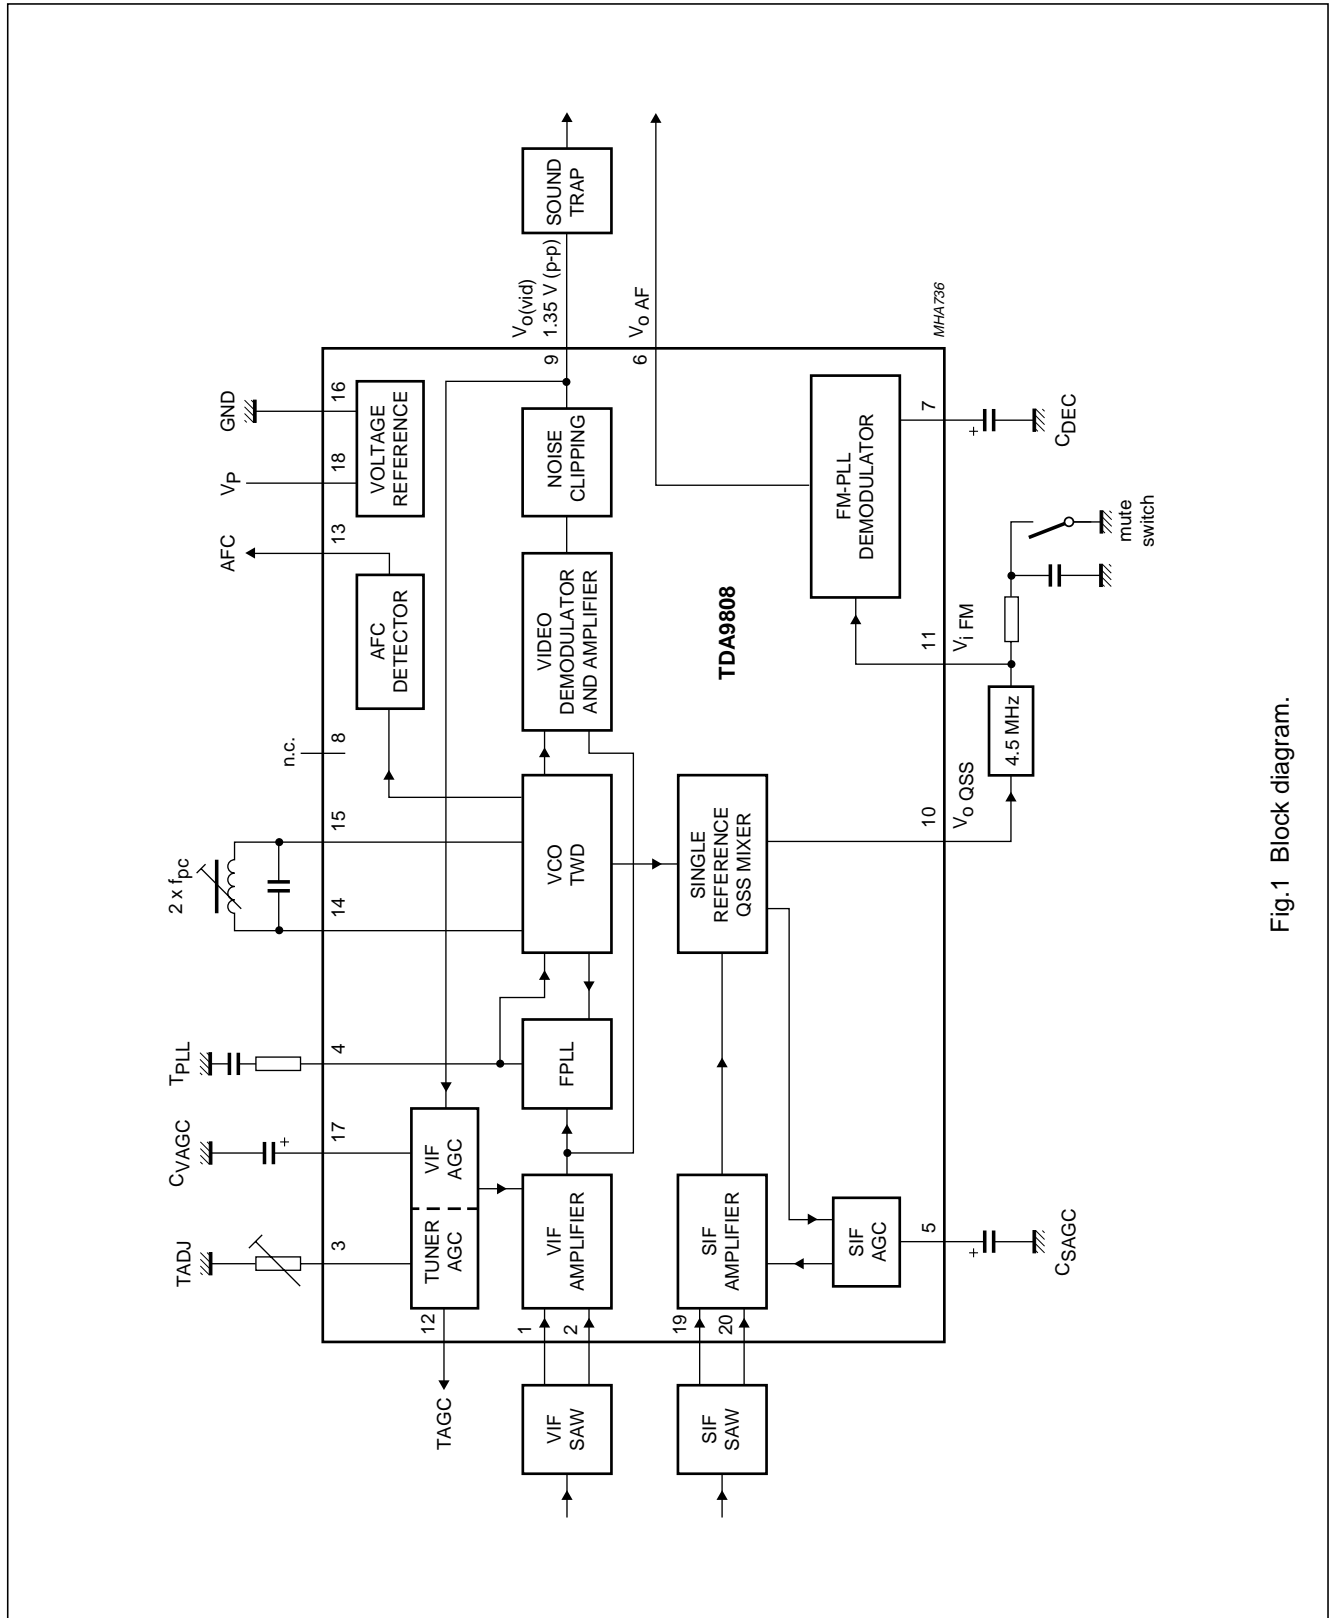 2 x fpc
TADJ
CVAGC
TPLL
n.c.
AFC
VP
GND
3
17
4
14
15
8
13
18
16
12
TAGC
TUNER
AGC
VIF
AGC
AFC
DETECTOR
VOLTAGE
REFERENCE
VIF
SAW
1
2
VIF
AMPLIFIER
FPLL
VCO
TWD
VIDEO
DEMODULATOR
AND AMPLIFIER
NOISE
CLIPPING
9
Vo(vid)
1.35 V (p-p)
SOUND
TRAP
6
Vo AF
SIF
SAW
19
20
SIF
AMPLIFIER
SINGLE
REFERENCE
QSS MIXER
TDA9808
SIF
AGC
FM-PLL
DEMODULATOR
5
10
11
7
MHA736
+
CSAGC
Vo QSS
4.5 MHz
Vi FM
mute
switch
+
CDEC
+
Fig.1 Block diagram.